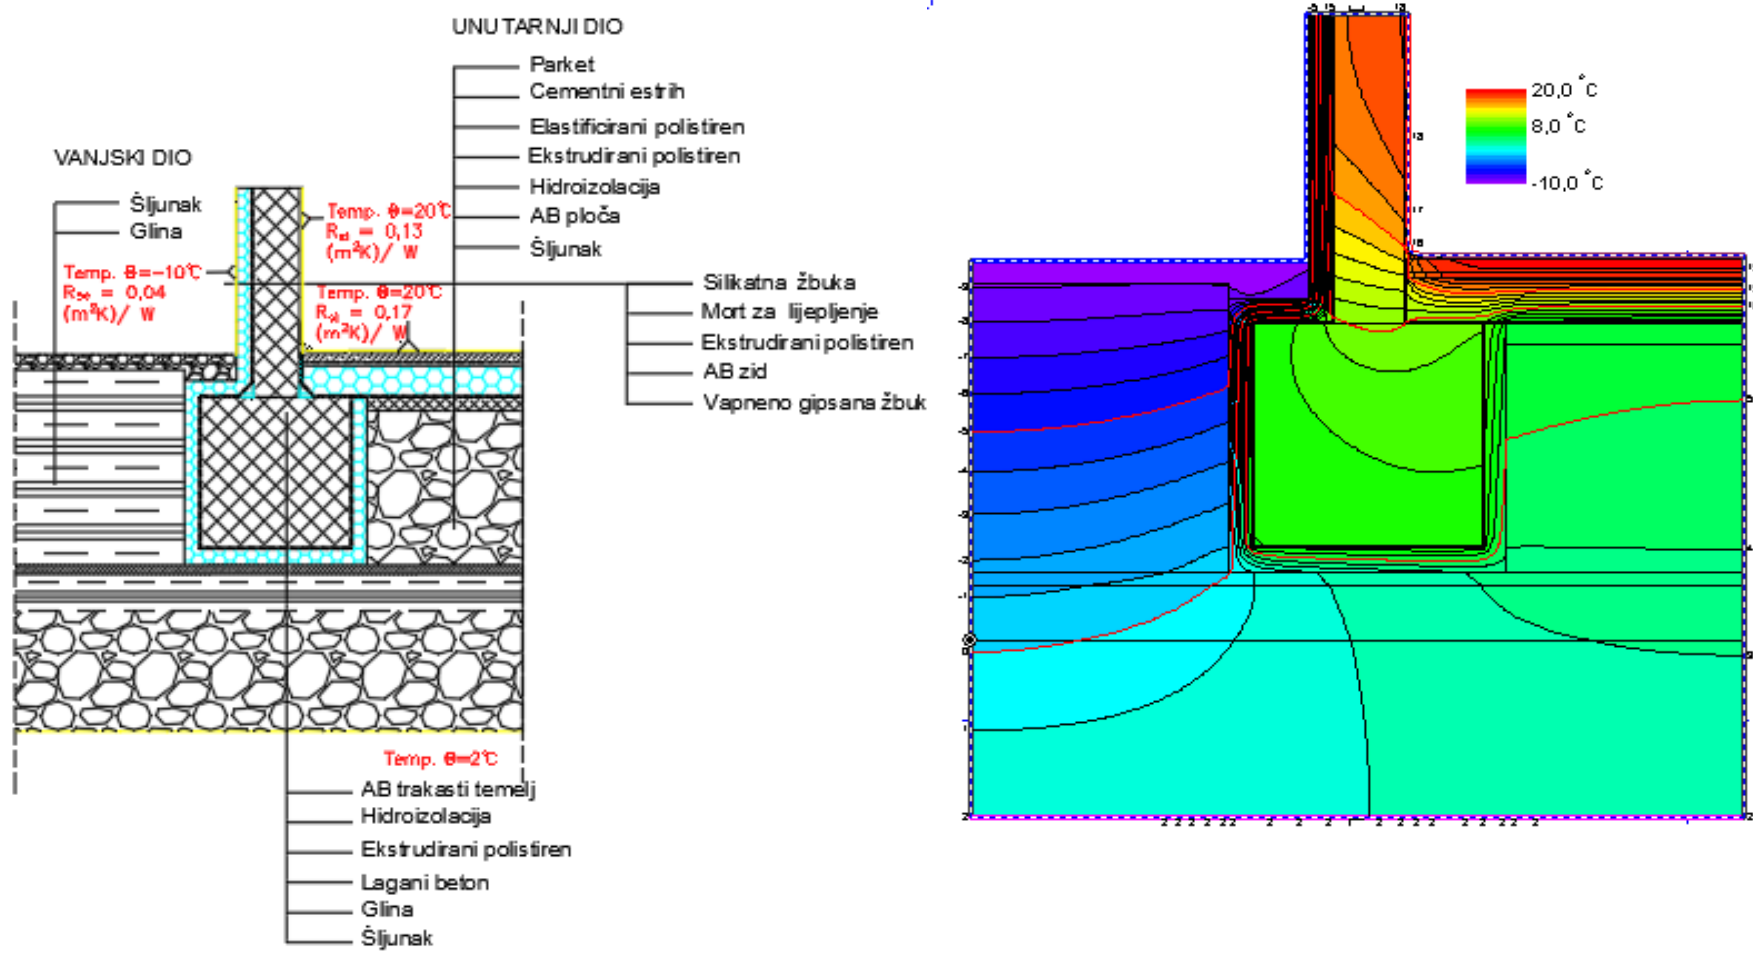 UNUTARNJI DIO
Parket
Cementni estrih
Elastificirani polistiren
Ekstrudirani polistiren
Hidroizolacija
AB ploča
Šljunak
VANJSKI DIO
Šljunak
Glina
Temp. θ=20℃
= 0,13
(m²K)/ W
Temp. θ=-10℃
= 0,04
(m²K)/ W
Temp. θ=20℃
= 0,17
(m²K)/ W
Silikatna žbuka
Mort za lijepljenje
Ekstrudirani polistiren
AB zid
Vapneno gipsana žbuk
Temp. θ=2℃
AB trakasti temelj
Hidroizolacija
Ekstrudirani polistiren
Lagani beton
Glina
Šljunak
20,0 °C
8,0 °C
-10,0 °C